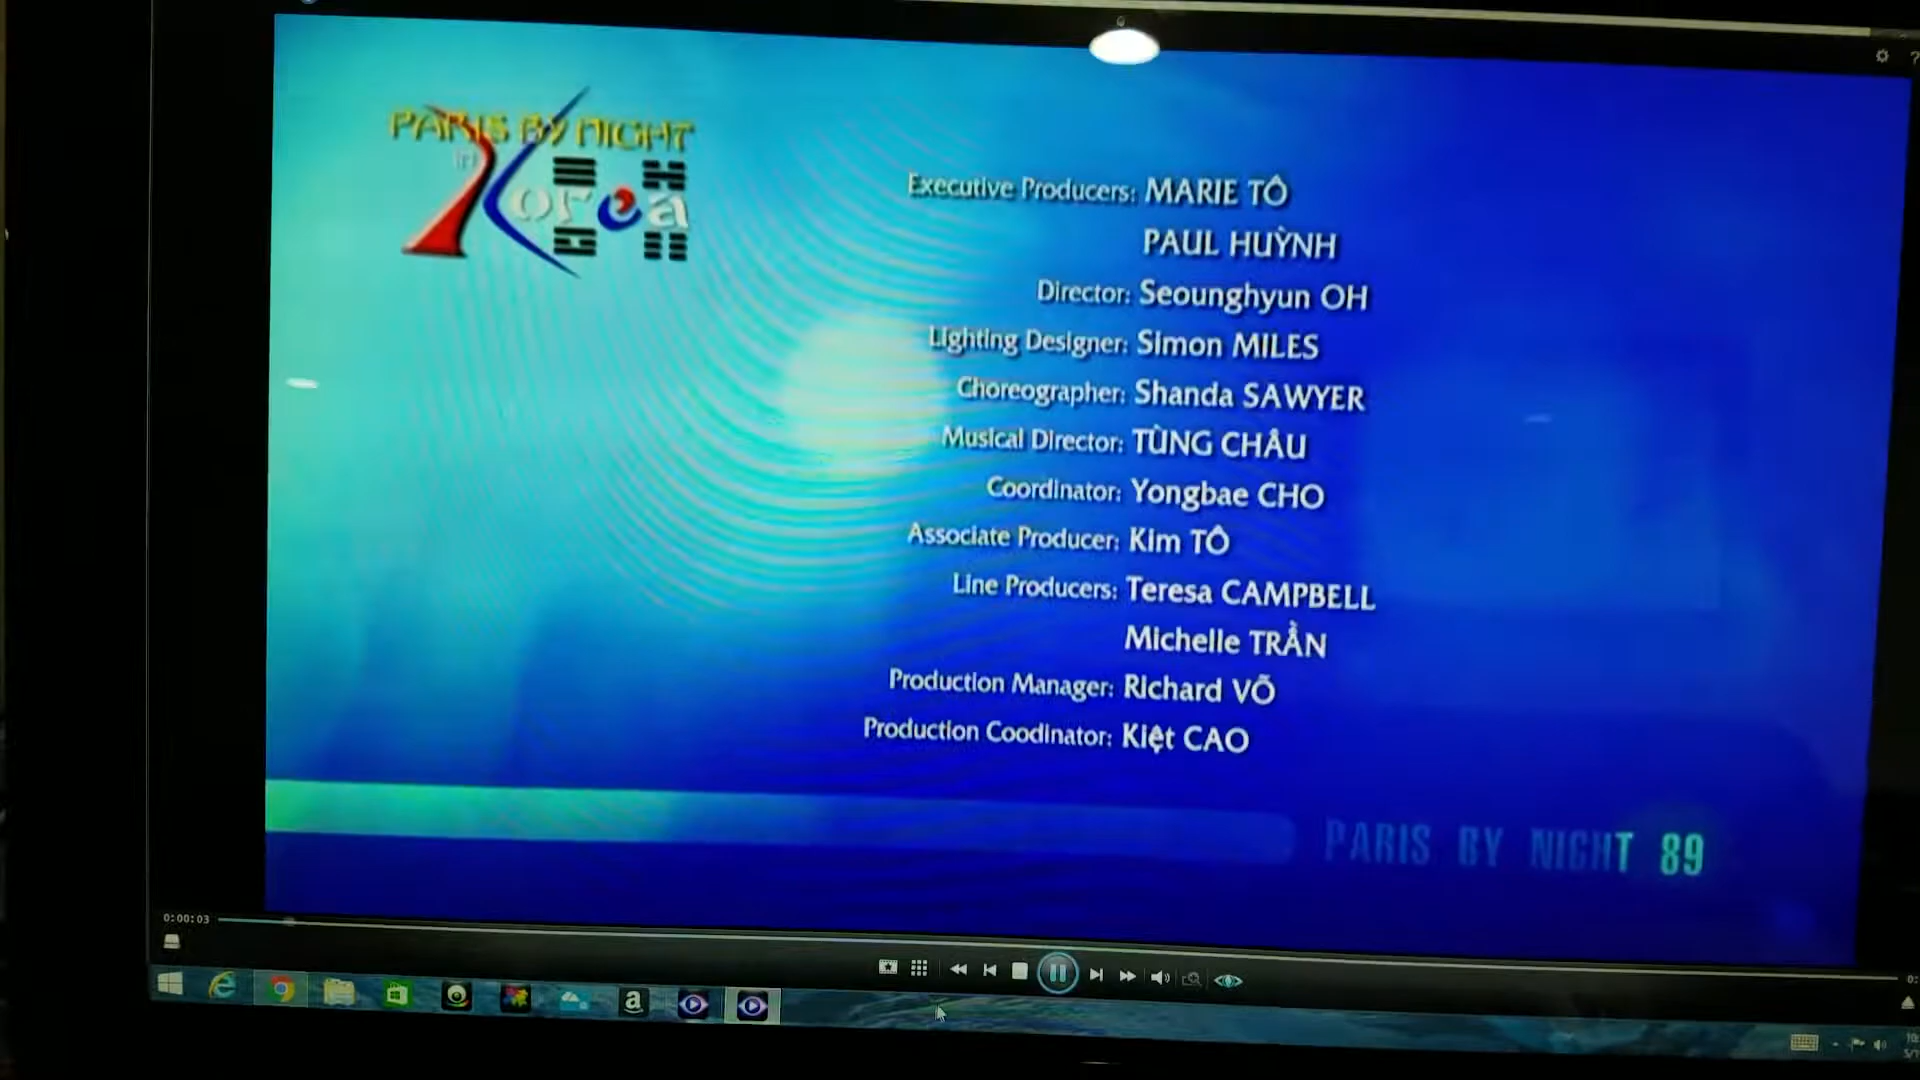 PARIS BY NIGHT
in
Korea
Executive Producers: MARIE TÔ
PAUL HUỲNH
Director: Seounghyun OH
Lighting Designer: Simon MILES
Choreographer: Shanda SAWYER
Musical Director: TÙNG CHÂU
Coordinator: Yongbae CHO
Associate Producer: Kim TÔ
Line Producers: Teresa CAMPBELL
Michelle TRẦN
Production Manager: Richard VÕ
Production Coodinator: Kiệt CAO
PARIS BY NIGHT 89
0:00:03